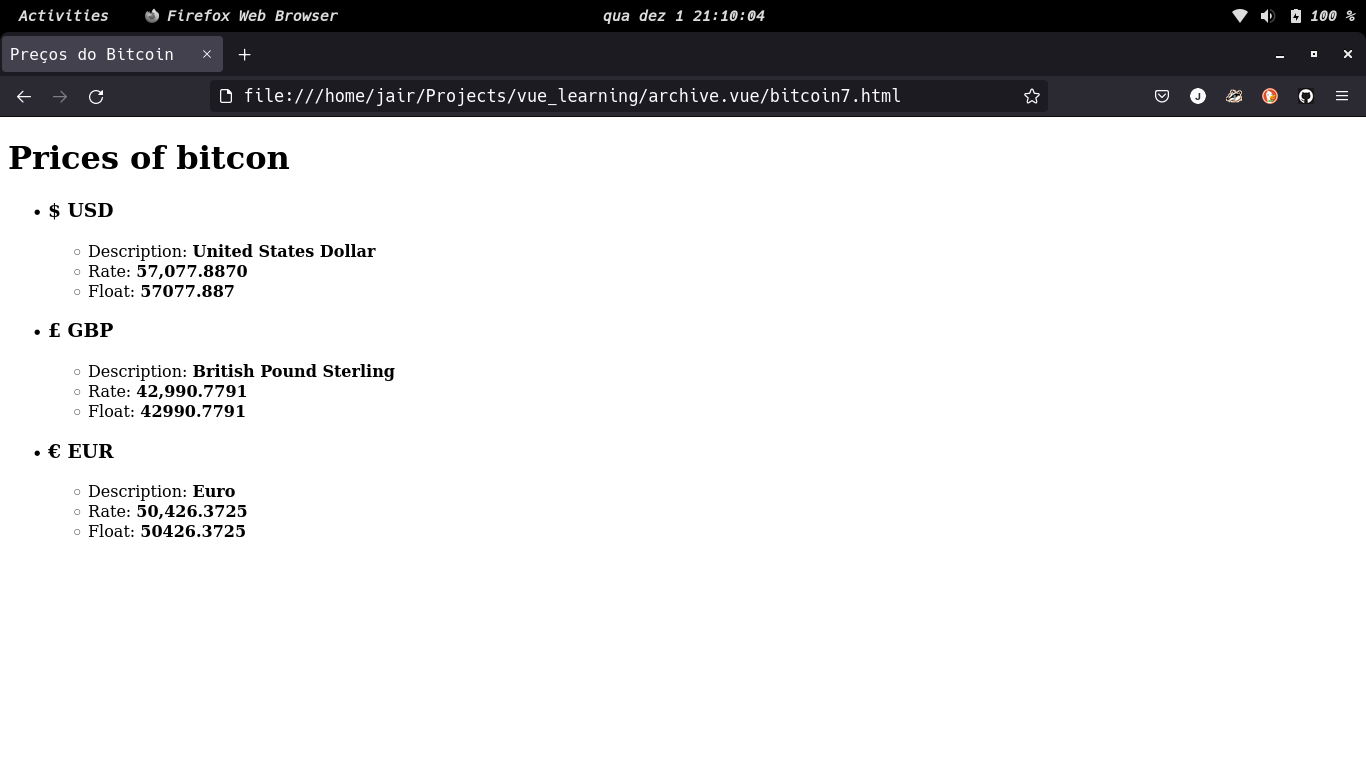 Activities Firefox Web Browser qua dez 1 21:10:04 100 %
Preços do Bitcoin
file:///home/jair/Projects/vue_learning/archive.vue/bitcoin7.html
J
Prices of bitcon
$ USD
Description: United States Dollar
Rate: 57,077.8870
Float: 57077.887
£ GBP
Description: British Pound Sterling
Rate: 42,990.7791
Float: 42990.7791
€ EUR
Description: Euro
Rate: 50,426.3725
Float: 50426.3725